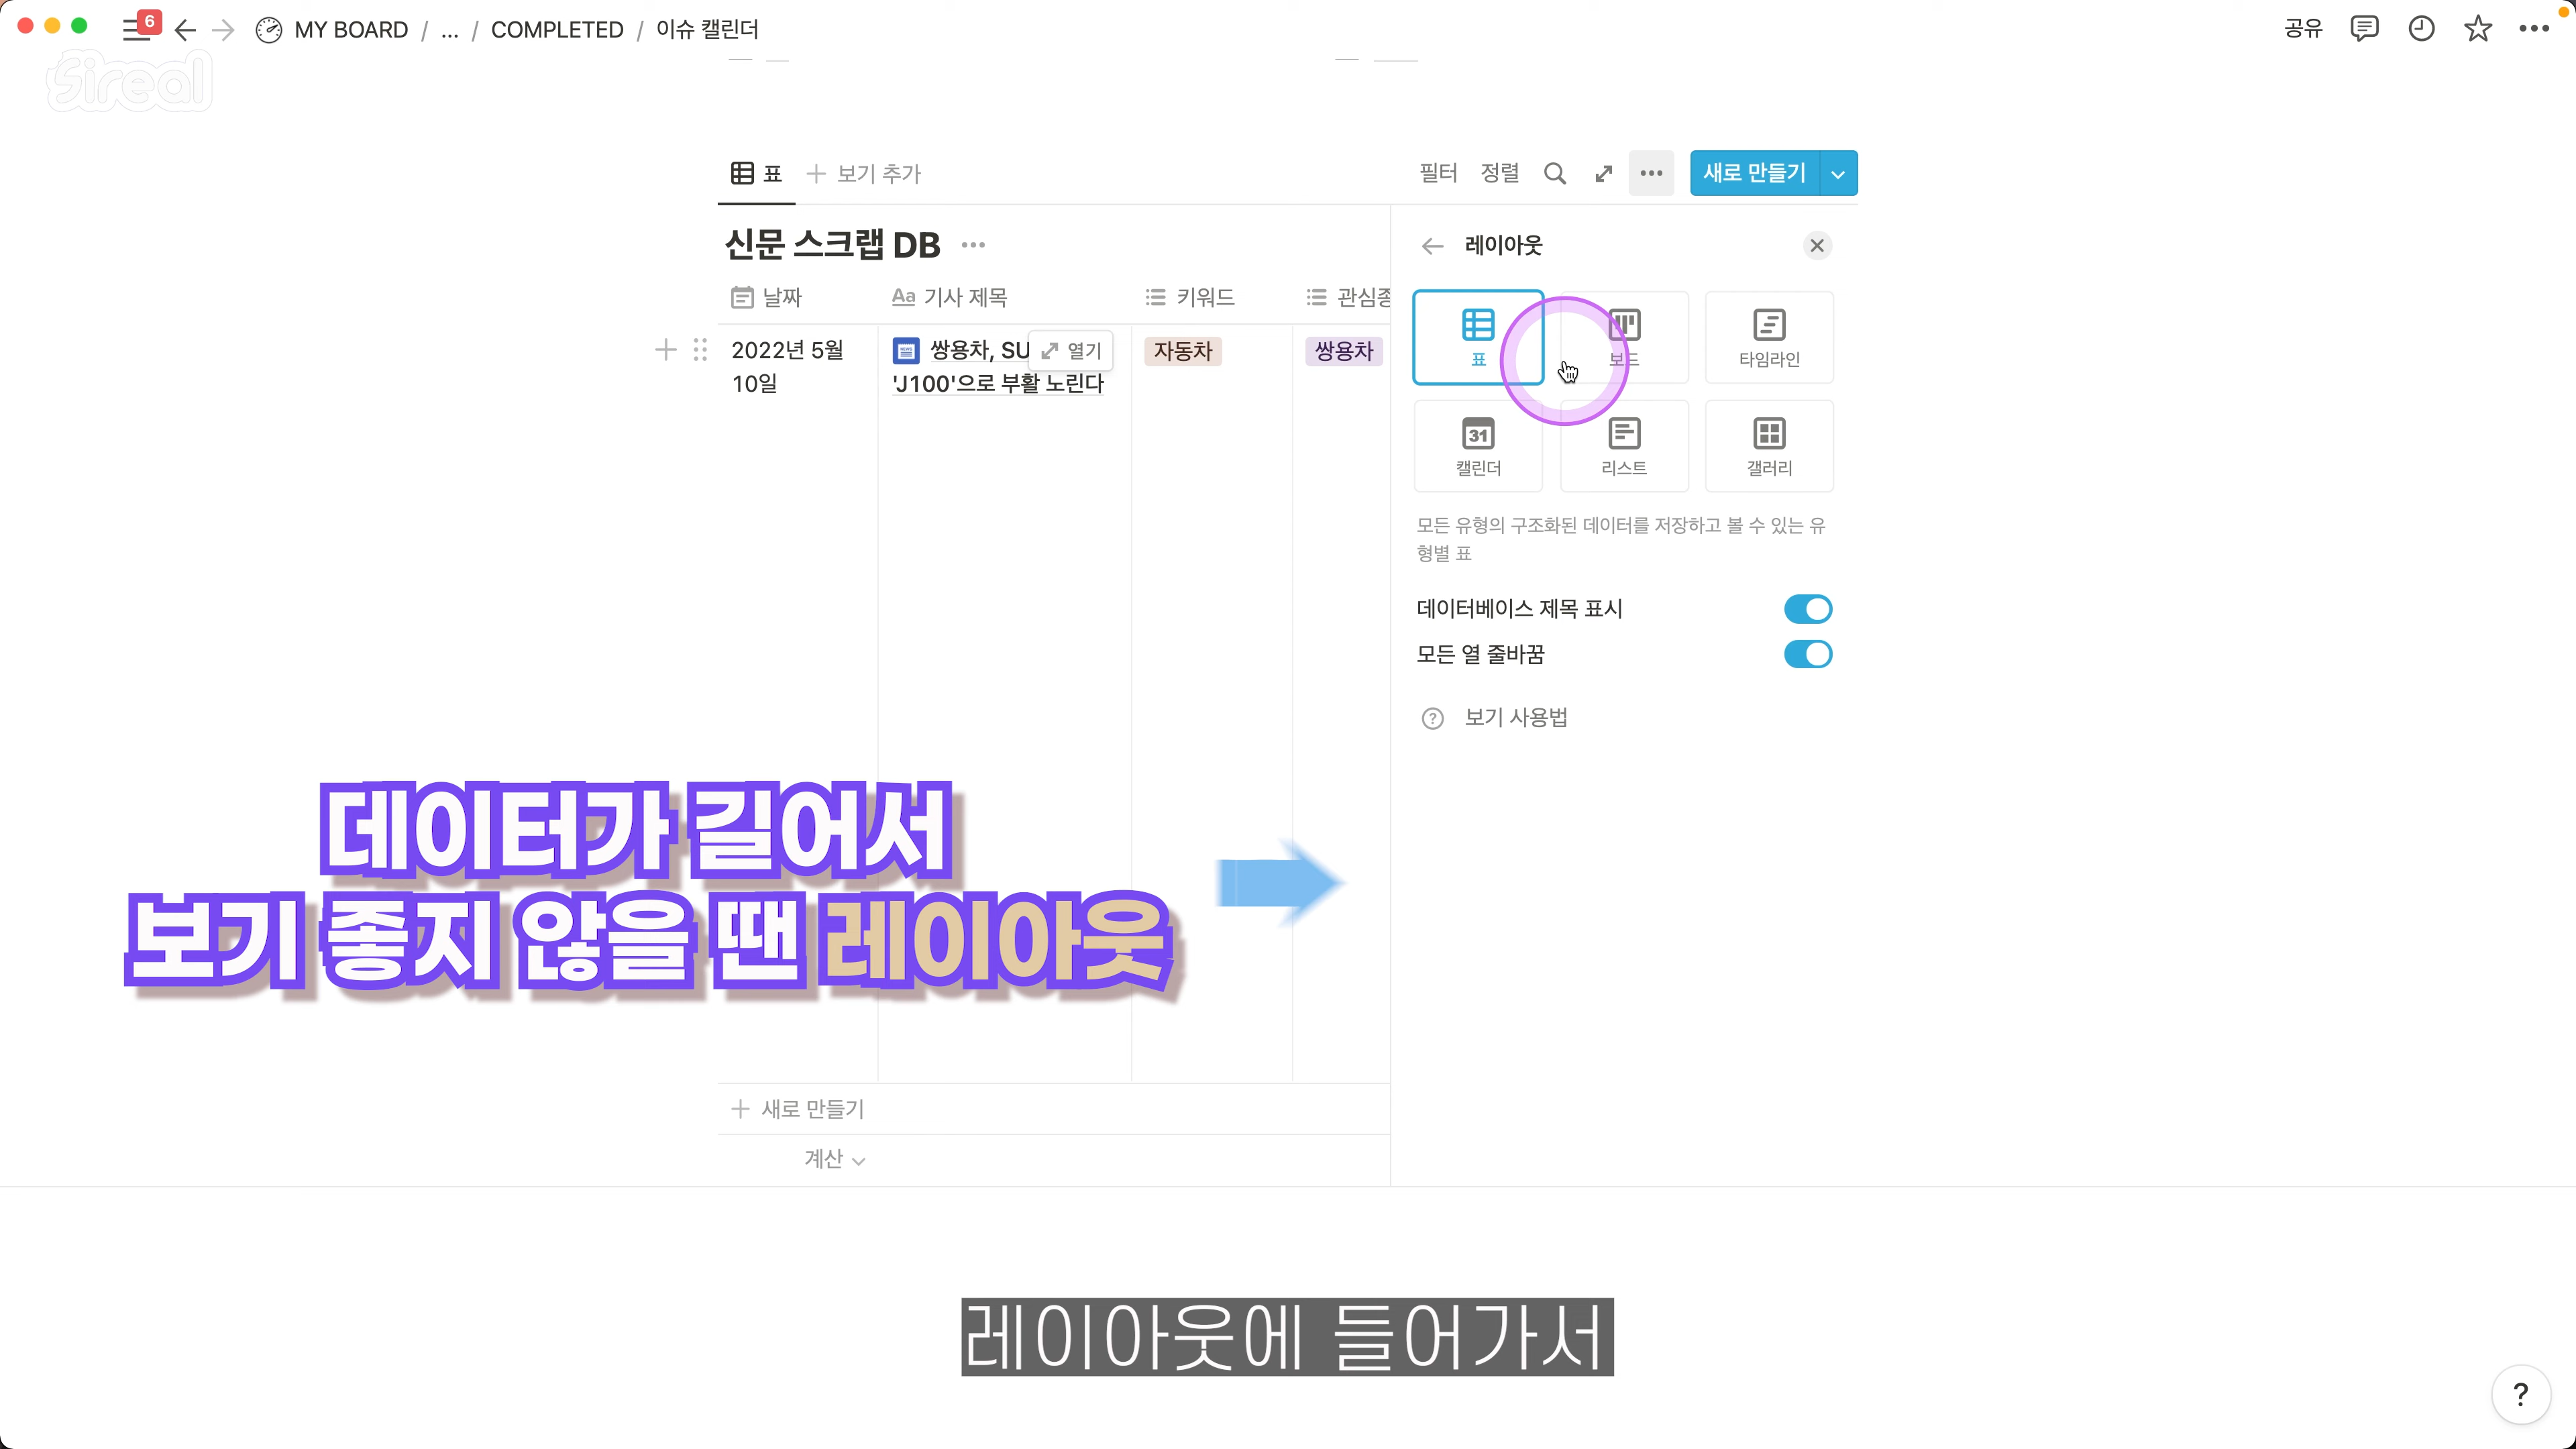 6
MY BOARD / ... / COMPLETED / 이슈 캘린더
공유
Sireal
표
보기 추가
필터 정렬
새로 만들기
신문 스크랩 DB
날짜
Aa 기사 제목
키워드
관심종
2022년 5월
10일
쌍용차, SU
열기
'J100'으로 부활 노린다
자동차
쌍용차
레이아웃
표
보드
타임라인
31
캘린더
리스트
갤러리
모든 유형의 구조화된 데이터를 저장하고 볼 수 있는 유
형별 표
데이터베이스 제목 표시
모든 열 줄바꿈
? 보기 사용법
데이터가 길어서
보기 좋지 않을 땐 레이아웃
새로 만들기
계산
레이아웃에 들어가서
?